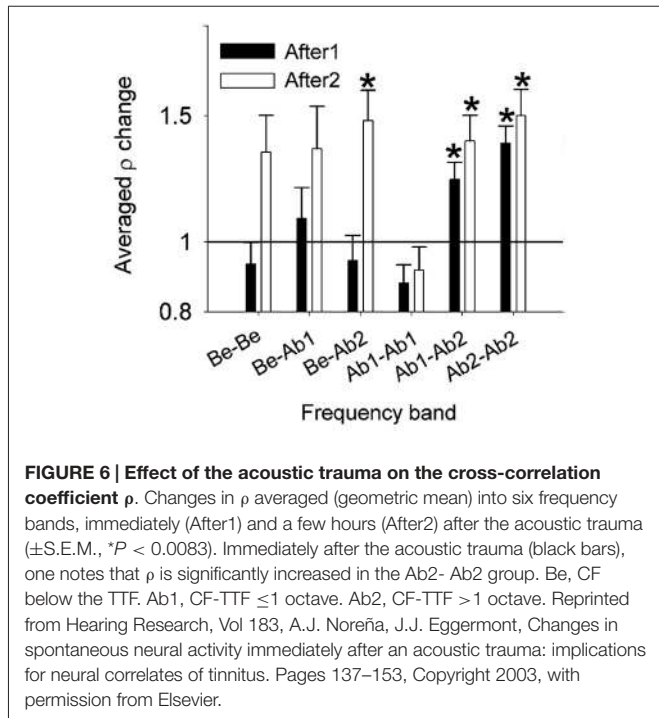 After1
After2
* * * * *
1.5
1
0.8
Averaged ρ change
Be-Be
Be-Ab1
Be-Ab2
Ab1-Ab1
Ab1-Ab2
Ab2-Ab2
Frequency band
FIGURE 6 | Effect of the acoustic trauma on the cross-correlation
coefficient ρ. Changes in ρ averaged (geometric mean) into six frequency
bands, immediately (After1) and a few hours (After2) after the acoustic trauma
(±S.E.M., *P < 0.0083). Immediately after the acoustic trauma (black bars),
one notes that ρ is significantly increased in the Ab2- Ab2 group. Be, CF
below the TTF. Ab1, CF-TTF ≤1 octave. Ab2, CF-TTF >1 octave. Reprinted
from Hearing Research, Vol 183, A.J. Noreña, J.J. Eggermont, Changes in
spontaneous neural activity immediately after an acoustic trauma: implications
for neural correlates of tinnitus. Pages 137–153, Copyright 2003, with
permission from Elsevier.